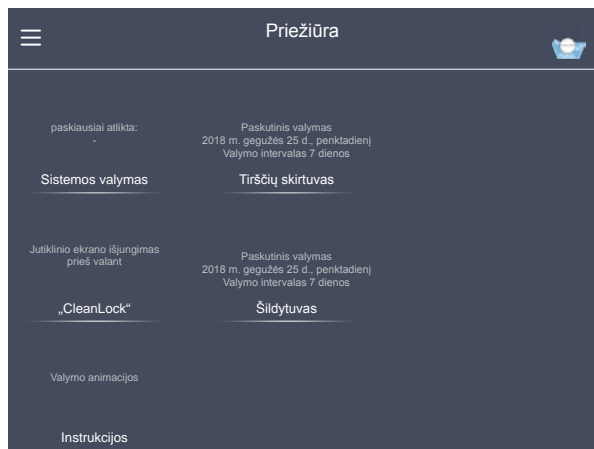 Priežiūra
paskiausiai atlikta:
-
Sistemos valymas
Paskutinis valymas
2018 m. gegužės 25 d., penktadienį
Valymo intervalas 7 dienos
Tirščių skirtuvas
Jutiklinio ekrano išjungimas
prieš valant
„CleanLock“
Paskutinis valymas
2018 m. gegužės 25 d., penktadienį
Valymo intervalas 7 dienos
Šildytuvas
Valymo animacijos
Instrukcijos